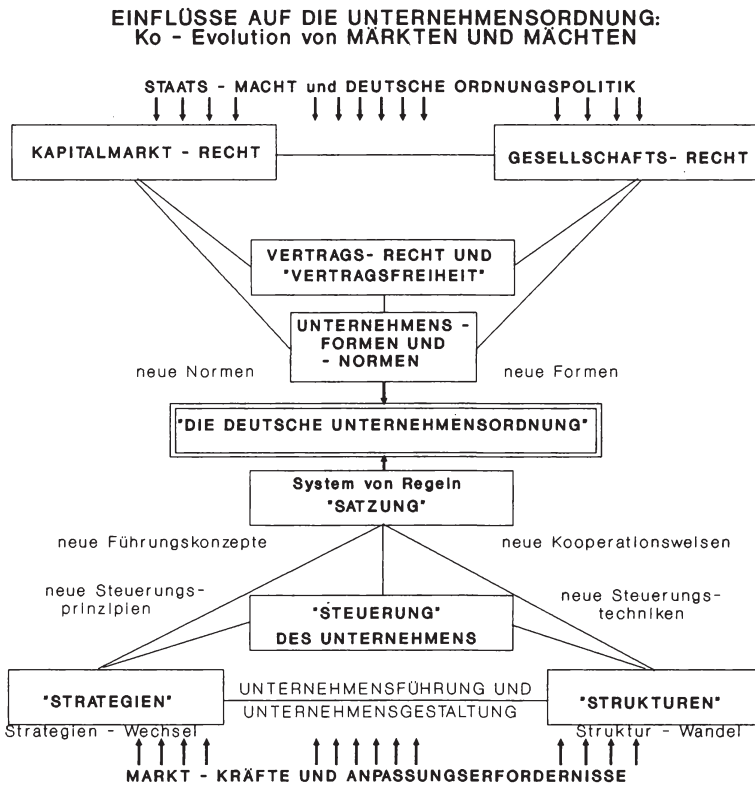 EINFLÜSSE AUF DIE UNTERNEHMENSORDNUNG:
Ko - Evolution von MÄRKTEN UND MÄCHTEN
STAATS - MACHT und DEUTSCHE ORDNUNGSPOLITIK
KAPITALMARKT - RECHT
GESELLSCHAFTS- RECHT
VERTRAGS- RECHT UND
"VERTRAGSFREIHEIT"
UNTERNEHMENS -
FORMEN UND
- NORMEN
neue Normen
neue Formen
"DIE DEUTSCHE UNTERNEHMENSORDNUNG"
System von Regeln
"SATZUNG"
neue Führungskonzepte
neue Kooperationsweisen
neue Steuerungs-
prinzipien
neue Steuerungs-
techniken
"STEUERUNG"
DES UNTERNEHMENS
"STRATEGIEN"
UNTERNEHMENSFÜHRUNG UND
UNTERNEHMENSGESTALTUNG
"STRUKTUREN"
Strategien - Wechsel
Struktur - Wandel
MARKT - KRÄFTE UND ANPASSUNGSERFORDERNISSE